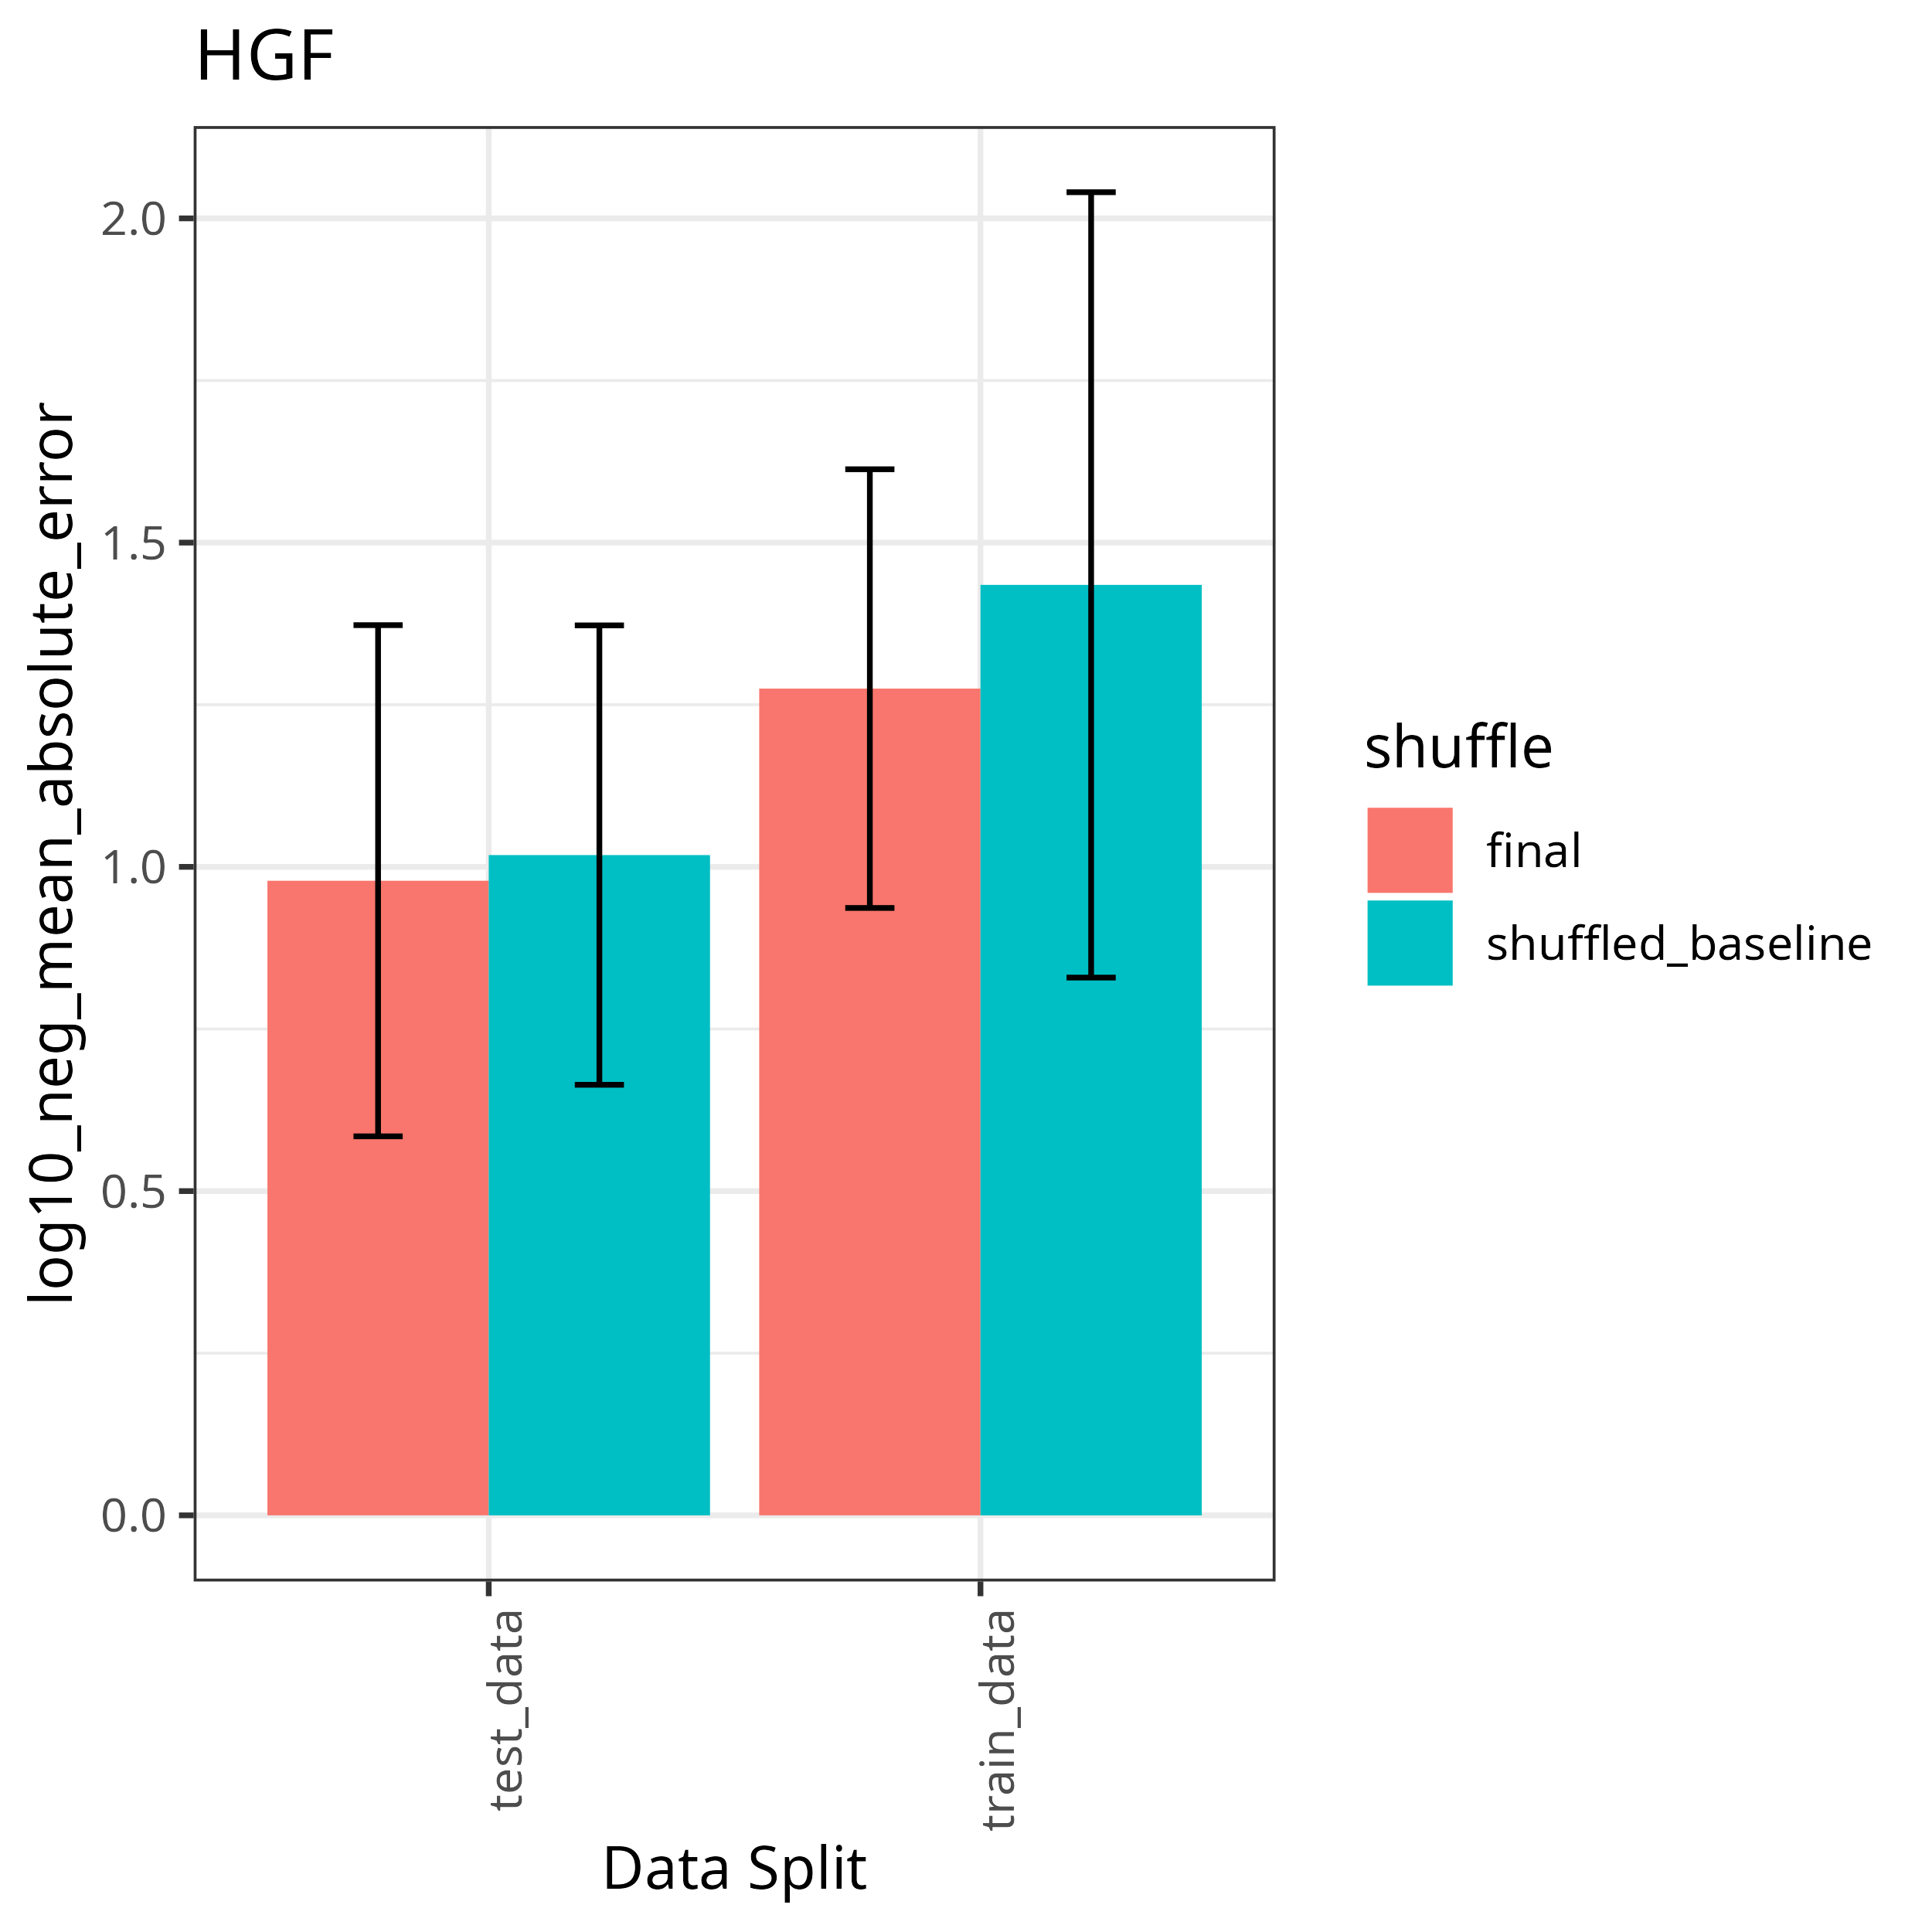 HGF
log10_neg_mean_absolute_error
2.0
1.5
1.0
0.5
0.0
test_data
train_data
Data Split
shuffle
final
shuffled_baseline